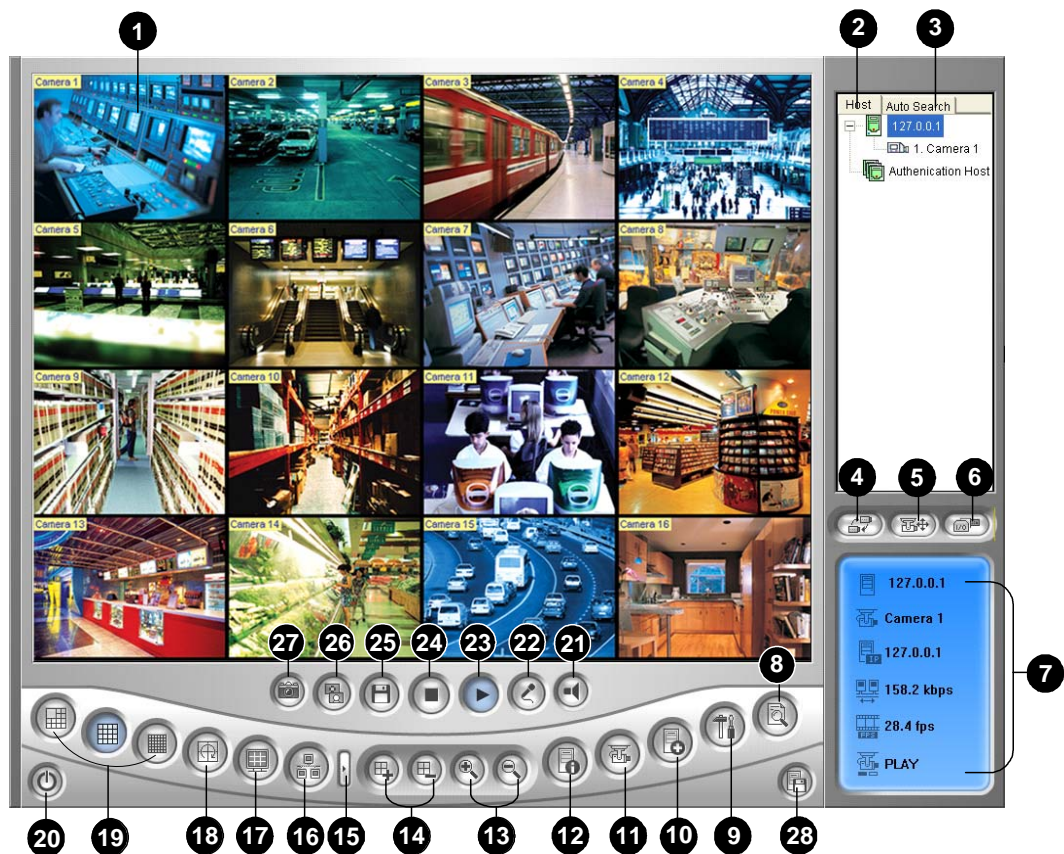 1
2
3
Camera 1
Camera 2
Camera 3
Camera 4
Host
Auto Search
127.0.0.1
1. Camera 1
Authenication Host
Camera 5
Camera 6
Camera 7
Camera 8
Camera 9
Camera 10
Camera 11
Camera 12
4
5
6
I/O
Camera 13
Camera 14
Camera 15
Camera 16
127.0.0.1
Camera 1
IP
127.0.0.1
158.2 kbps
FPS
28.4 fps
PLAY
7
27
26
25
24
23
22
21
8
20
19
18
17
16
15
14
13
12
11
10
9
28